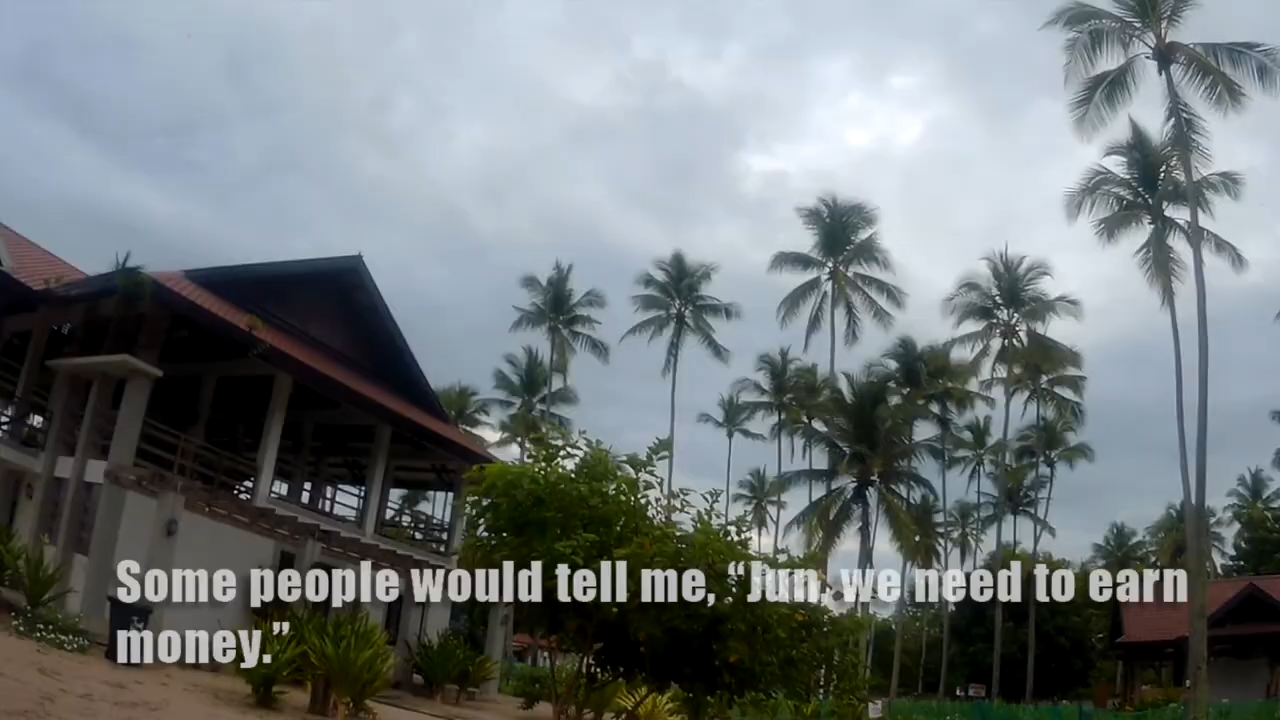 Some people would tell me, “Jun, we need to earn
money.”